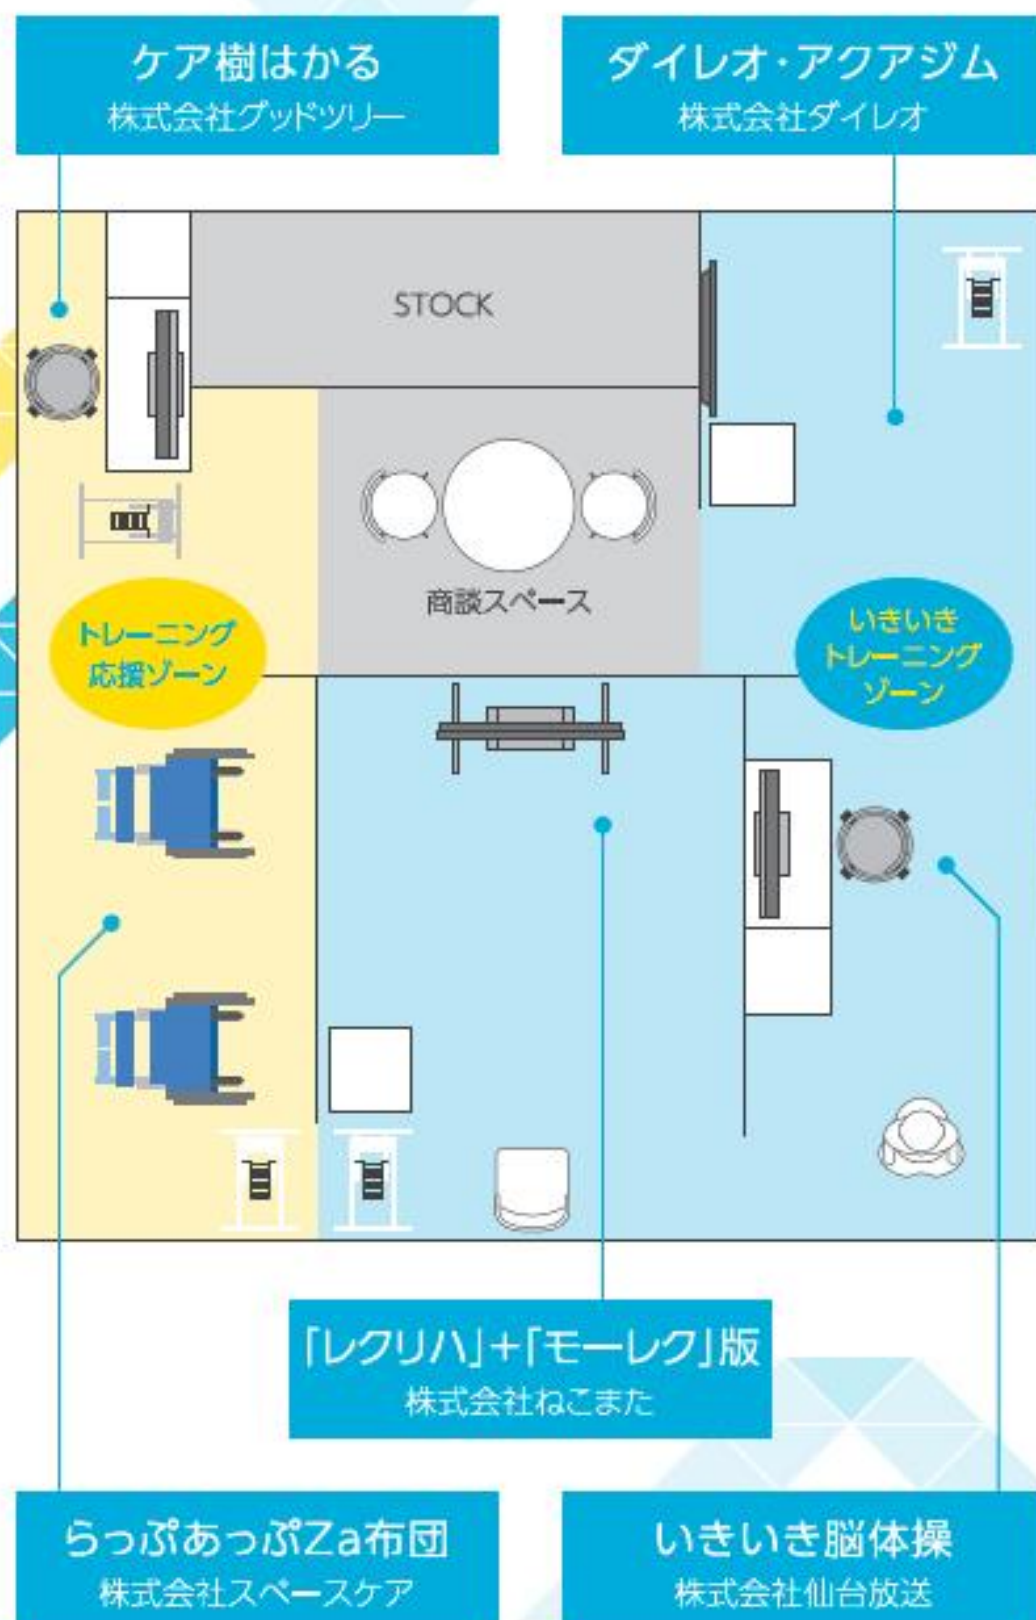 ケア樹はかる
株式会社グッドツリー
ダイレオ・アクアジム
株式会社ダイレオ
STOCK
商談スペース
トレーニング
応援ゾーン
いきいき
トレーニング
ゾーン
「レクリハ」+「モーレク」版
株式会社ねこまた
らっぷあっぷZa布団
株式会社スペースケア
いきいき脳体操
株式会社仙台放送